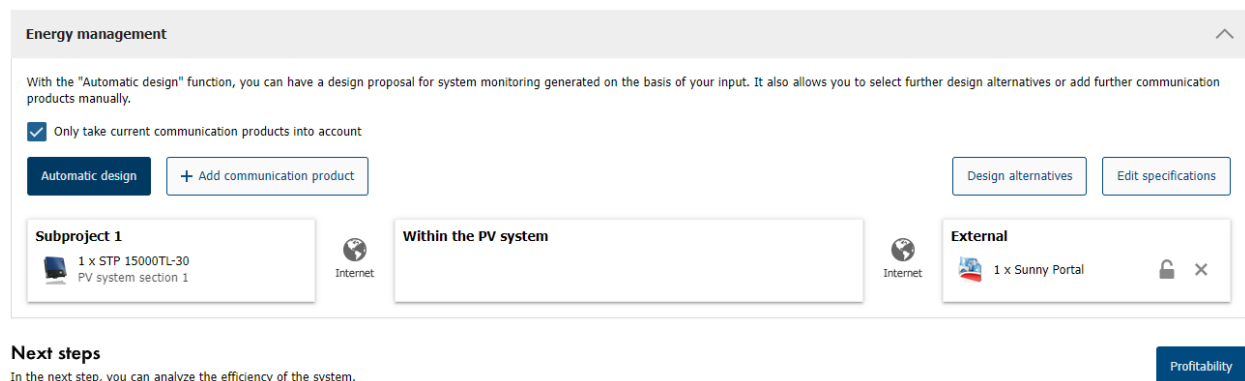 Energy management
With the "Automatic design" function, you can have a design proposal for system monitoring generated on the basis of your input. It also allows you to select further design alternatives or add further communication
products manually.
Only take current communication products into account
Automatic design
+ Add communication product
Design alternatives
Edit specifications
Subproject 1
1 x STP 15000TL-30
PV system section 1
Internet
Within the PV system
Internet
External
1 x Sunny Portal
Next steps
In the next step, you can analyze the efficiency of the system.
Profitability